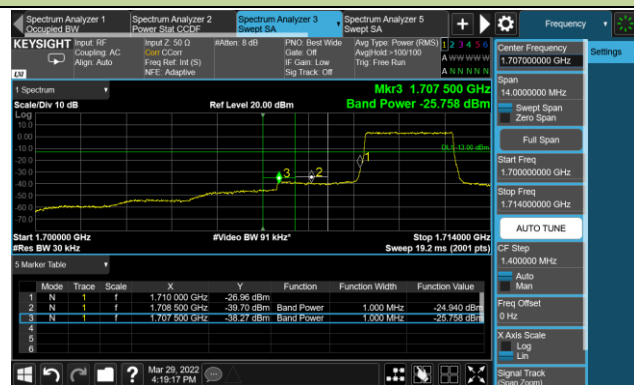 Spectrum Analyzer 1
Occupied BW
Spectrum Analyzer 2
Power Stat CCDF
Spectrum Analyzer 3
Swept SA
Spectrum Analyzer 5
Swept SA
Frequency
KEYSIGHT
Input: RF
Coupling: AC
Align: Auto
Input Z: 50 Ω
Corr CCorr
Freq Ref: Int (S)
NFE: Adaptive
#Atten: 8 dB
PNO: Best Wide
Gate: Off
IF Gain: Low
Sig Track: Off
Avg Type: Power (RMS)
Avg|Hold >100/100
Trig: Free Run
1 2 3 4 5 6
A W W W W W
A N N N N N
LXI
1 Spectrum
Scale/Div 10 dB
Ref Level 20.00 dBm
Mkr3 1.707 500 GHz
Band Power -25.758 dBm
Log
10.0
0.00
-10.0
-20.0
-30.0
-40.0
-50.0
-60.0
-70.0
DL1 -13.00 dBm
1
2
3
Start 1.700000 GHz
#Res BW 30 kHz
#Video BW 91 kHz*
Stop 1.714000 GHz
Sweep 19.2 ms (2001 pts)
5 Marker Table
Mode Trace Scale X Y Function Function Width Function Value
1 N 1 f 1.710 000 GHz -26.96 dBm
2 N 1 f 1.708 500 GHz -39.70 dBm Band Power 1.000 MHz -24.940 dBm
3 N 1 f 1.707 500 GHz -38.27 dBm Band Power 1.000 MHz -25.758 dBm
4
5
6
Center Frequency
1.707000000 GHz
Settings
Span
14.0000000 MHz
Swept Span
Zero Span
Full Span
Start Freq
1.700000000 GHz
Stop Freq
1.714000000 GHz
AUTO TUNE
CF Step
1.400000 MHz
Auto
Man
Freq Offset
0 Hz
X Axis Scale
Log
Lin
Signal Track
(Span Zoom)
Mar 29, 2022
4:19:17 PM